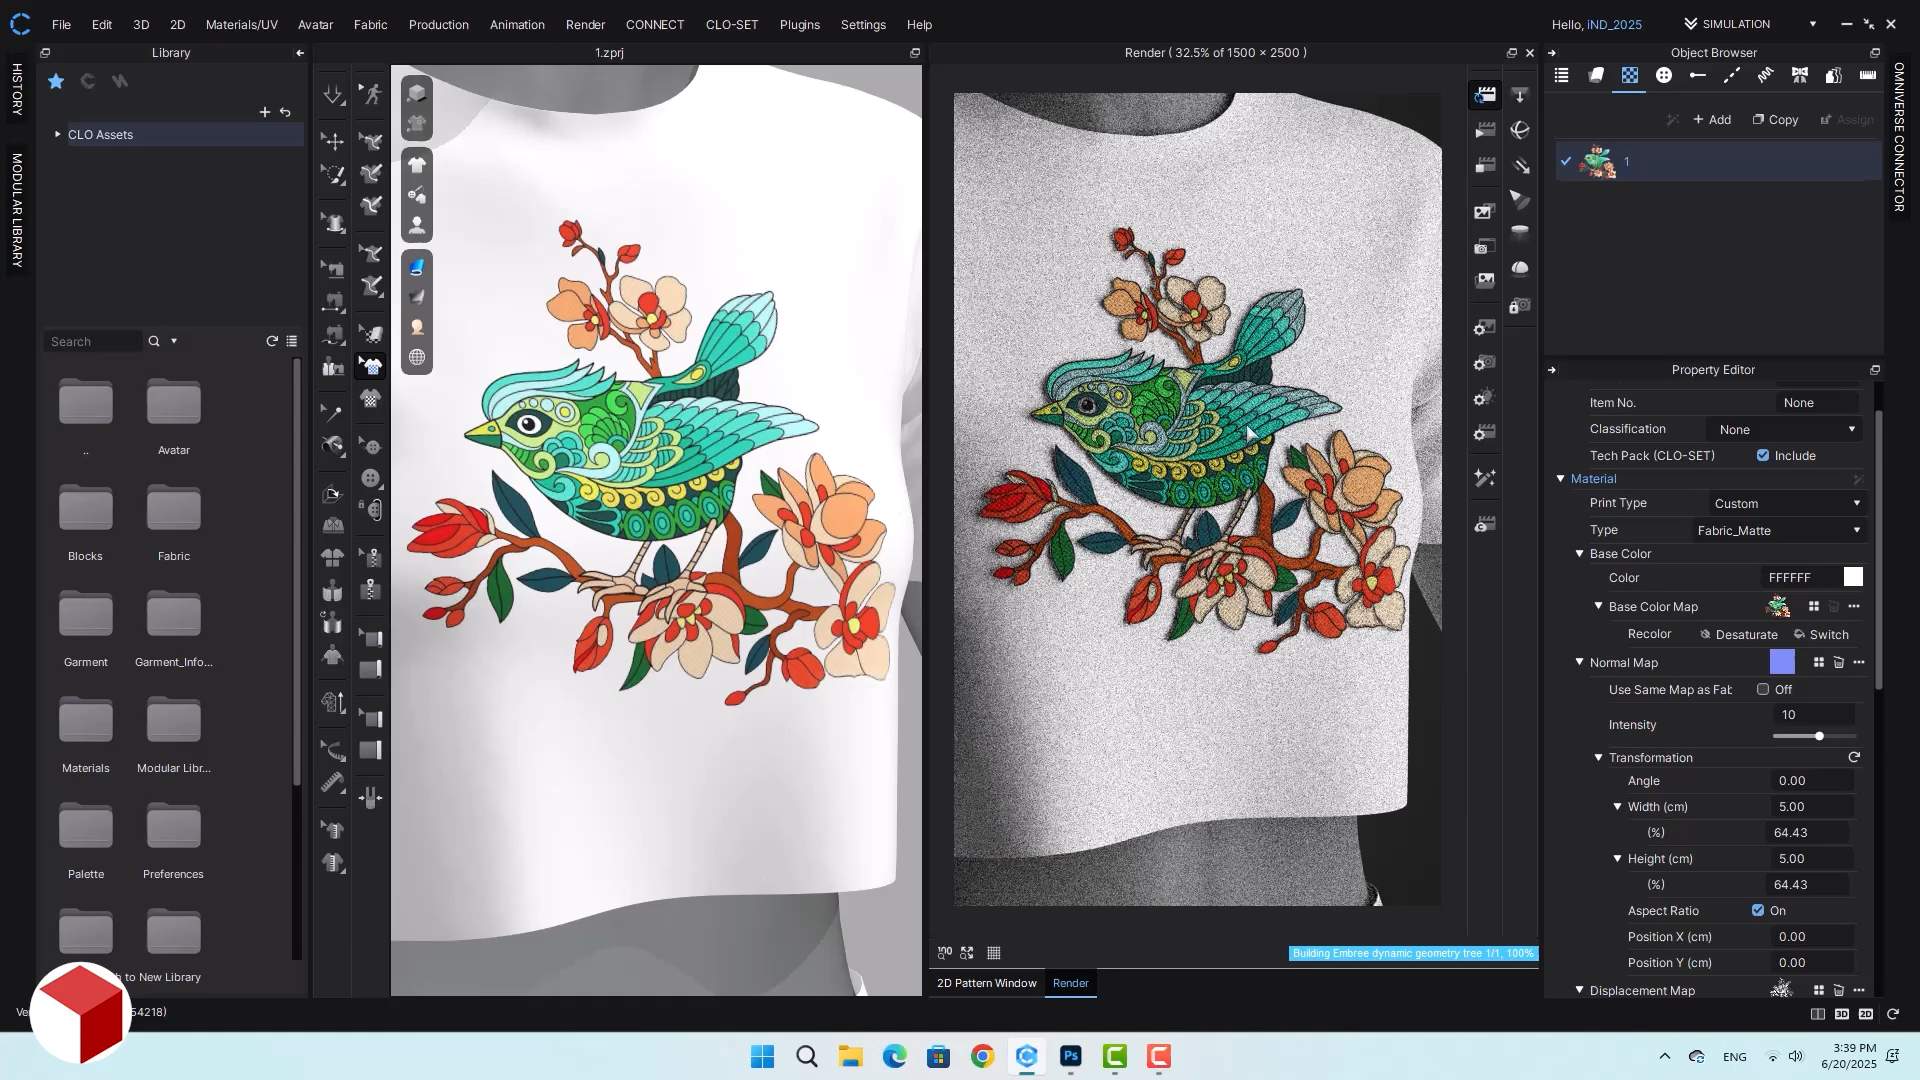 File Edit 3D 2D Materials/UV Avatar Fabric Production Animation Render CONNECT CLO-SET Plugins Settings Help
Hello, iND_2025
SIMULATION
Library
1.zprj
Render ( 32.5% of 1500 × 2500 )
Object Browser
HISTORY
MODULAR LIBRARY
OMNIVERSE CONNECTOR
CLO Assets
Add
Copy
Assign
1
Search
..
Avatar
Blocks
Fabric
Garment
Garment_Info...
Materials
Modular Libr...
Palette
Preferences
to New Library
54218)
Property Editor
Item No. None
Classification None
Tech Pack (CLO-SET) Include
Material
Print Type Custom
Type Fabric_Matte
Base Color
Color FFFFFF
Base Color Map
Recolor Desaturate Switch
Normal Map
Use Same Map as Fab Off
Intensity 10
Transformation
Angle 0.00
Width (cm) 5.00
(%) 64.43
Height (cm) 5.00
(%) 64.43
Aspect Ratio On
Position X (cm) 0.00
Position Y (cm) 0.00
Displacement Map
Building Embree dynamic geometry tree 1/1, 100%
2D Pattern Window Render
3D
2D
Ps
ENG
3:39 PM
6/20/2025